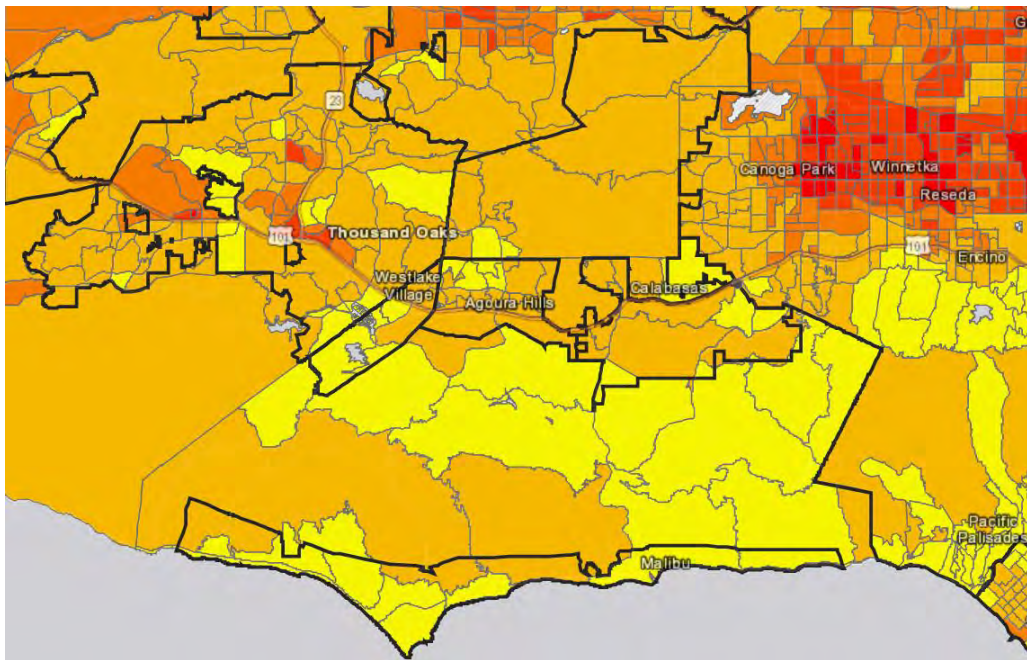 G
23
Canoga Park
Winnetka
Reseda
101
Thousand Oaks
101
Encino
Westlake
Village
Agoura Hills
Calabasas
Pacific
Palisades
Malibu